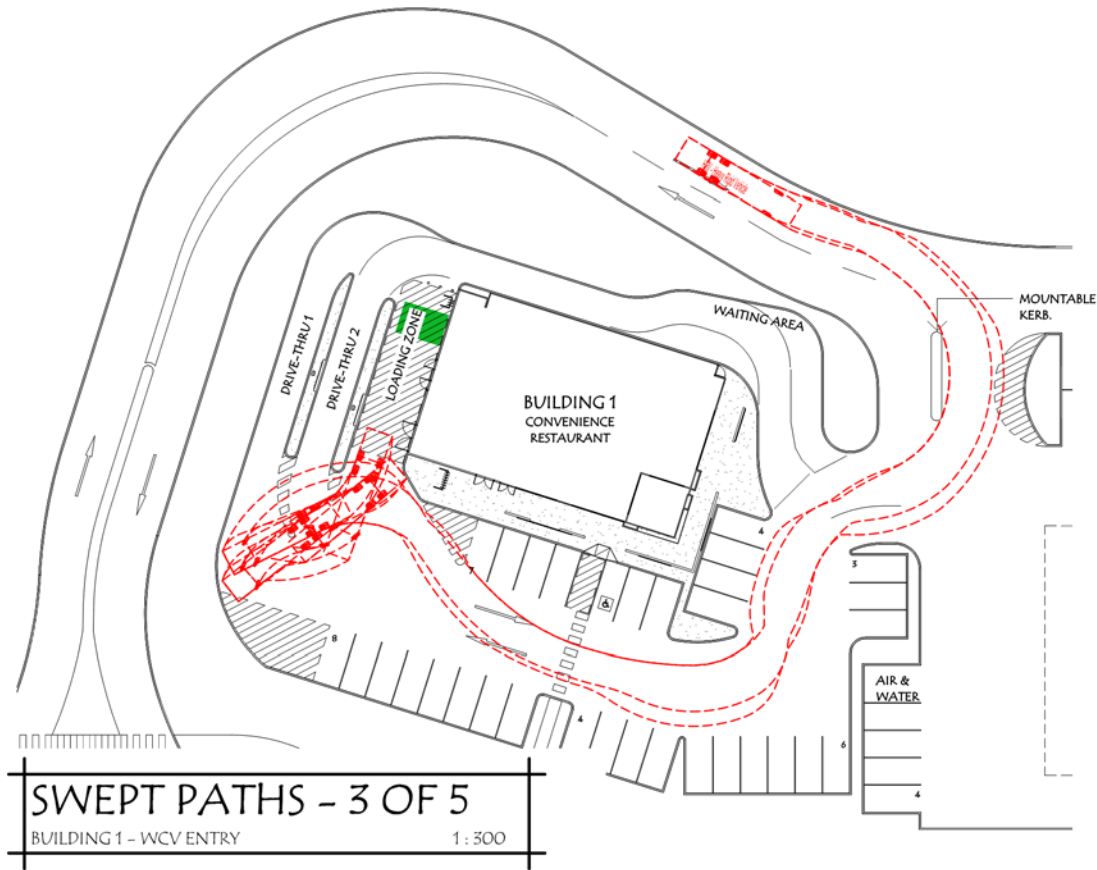 MOUNTABLE
KERB.
WAITING AREA
DRIVE-THRU 1
DRIVE-THRU 2
LOADING ZONE
BUILDING 1
CONVENIENCE
RESTAURANT
4
3
7
8
AIR &
WATER
4
6
4
SWEPT PATHS - 3 OF 5
BUILDING 1 - WCV ENTRY
1 : 300